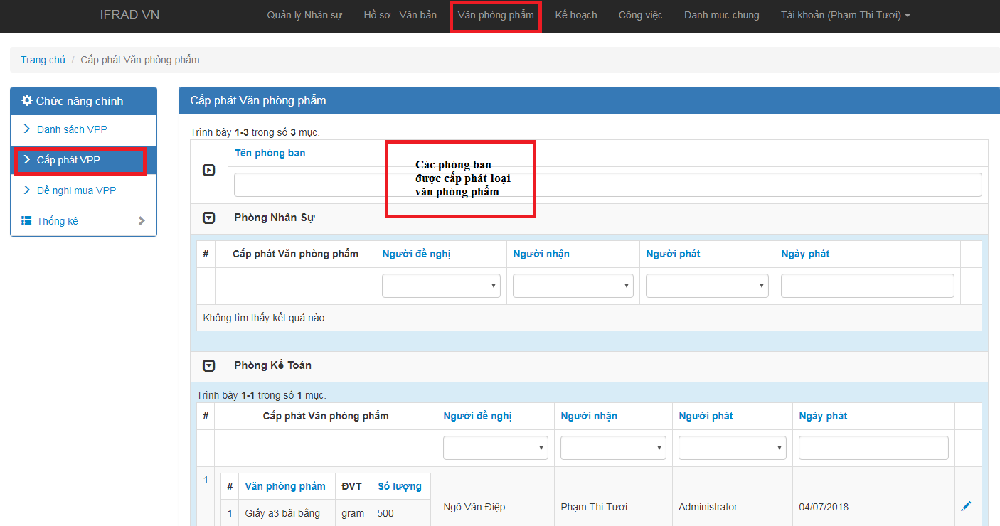 IFRAD VN Quản lý Nhân sự Hồ sơ - Văn bản Văn phòng phẩm Kế hoạch Công việc Danh muc chung Tài khoản (Phạm Thi Tươi)
Trang chủ / Cấp phát Văn phòng phẩm
Chức năng chính
Danh sách VPP
Cấp phát VPP
Đề nghị mua VPP
Thống kê
Cấp phát Văn phòng phẩm
Trình bày 1-3 trong số 3 mục.
Tên phòng ban
Các phòng ban
được cấp phát loại
văn phòng phẩm
Phòng Nhân Sự
# Cấp phát Văn phòng phẩm Người đề nghị Người nhận Người phát Ngày phát
Không tìm thấy kết quả nào.
Phòng Kế Toán
Trình bày 1-1 trong số 1 mục.
# Cấp phát Văn phòng phẩm Người đề nghị Người nhận Người phát Ngày phát
1
# Văn phòng phẩm ĐVT Số lượng
1 Giấy a3 bãi bằng gram 500
Ngô Văn Điệp Phạm Thi Tươi Administrator 04/07/2018